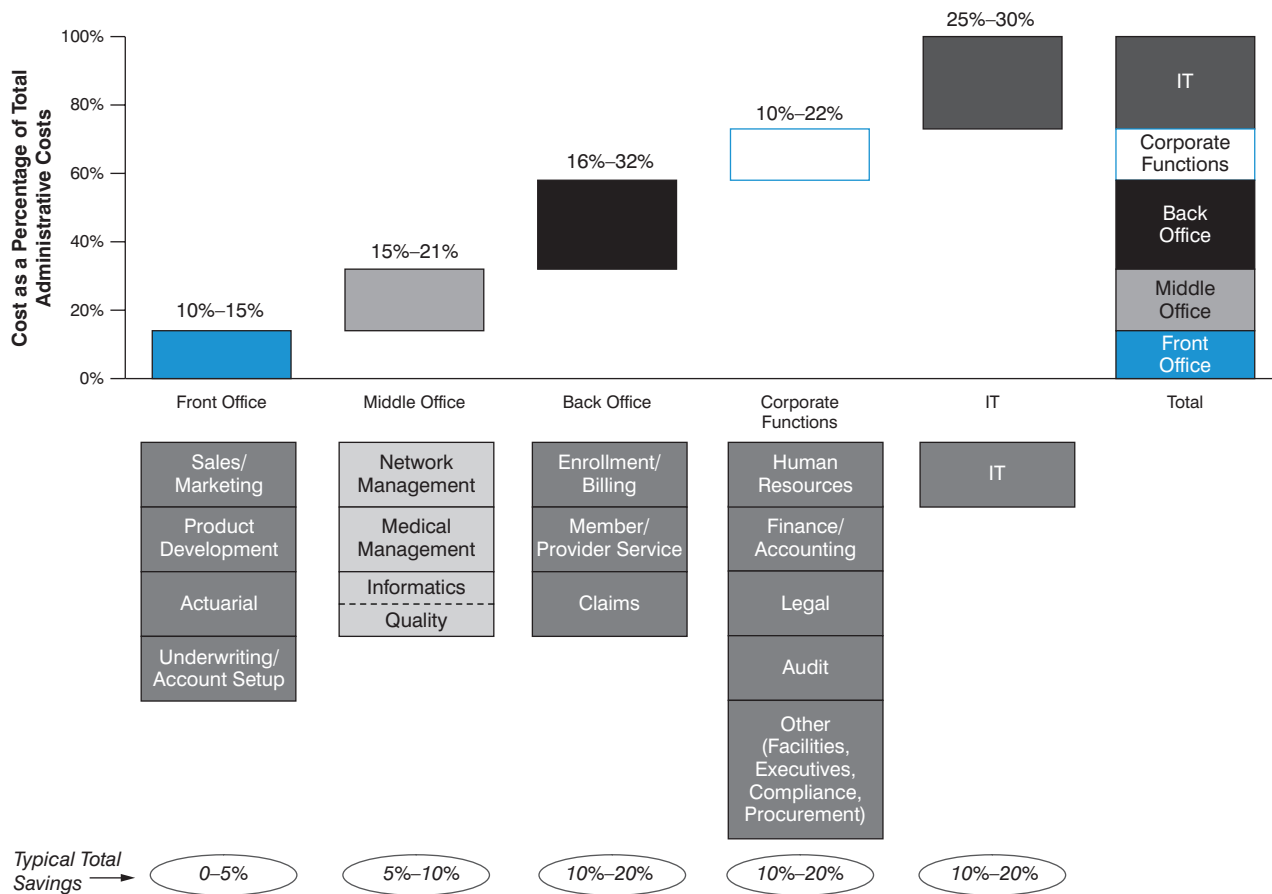 Cost as a Percentage of Total
Administrative Costs
100%
80%
60%
40%
20%
0%
10%–15%
15%–21%
16%–32%
10%–22%
25%–30%
IT
Corporate
Functions
Back
Office
Middle
Office
Front
Office
Front Office
Middle Office
Back Office
Corporate
Functions
IT
Total
Sales/
Marketing
Product
Development
Actuarial
Underwriting/
Account Setup
Network
Management
Medical
Management
Informatics
Quality
Enrollment/
Billing
Member/
Provider Service
Claims
Human
Resources
Finance/
Accounting
Legal
Audit
Other
(Facilities,
Executives,
Compliance,
Procurement)
IT
Typical Total
Savings
0–5%
5%–10%
10%–20%
10%–20%
10%–20%